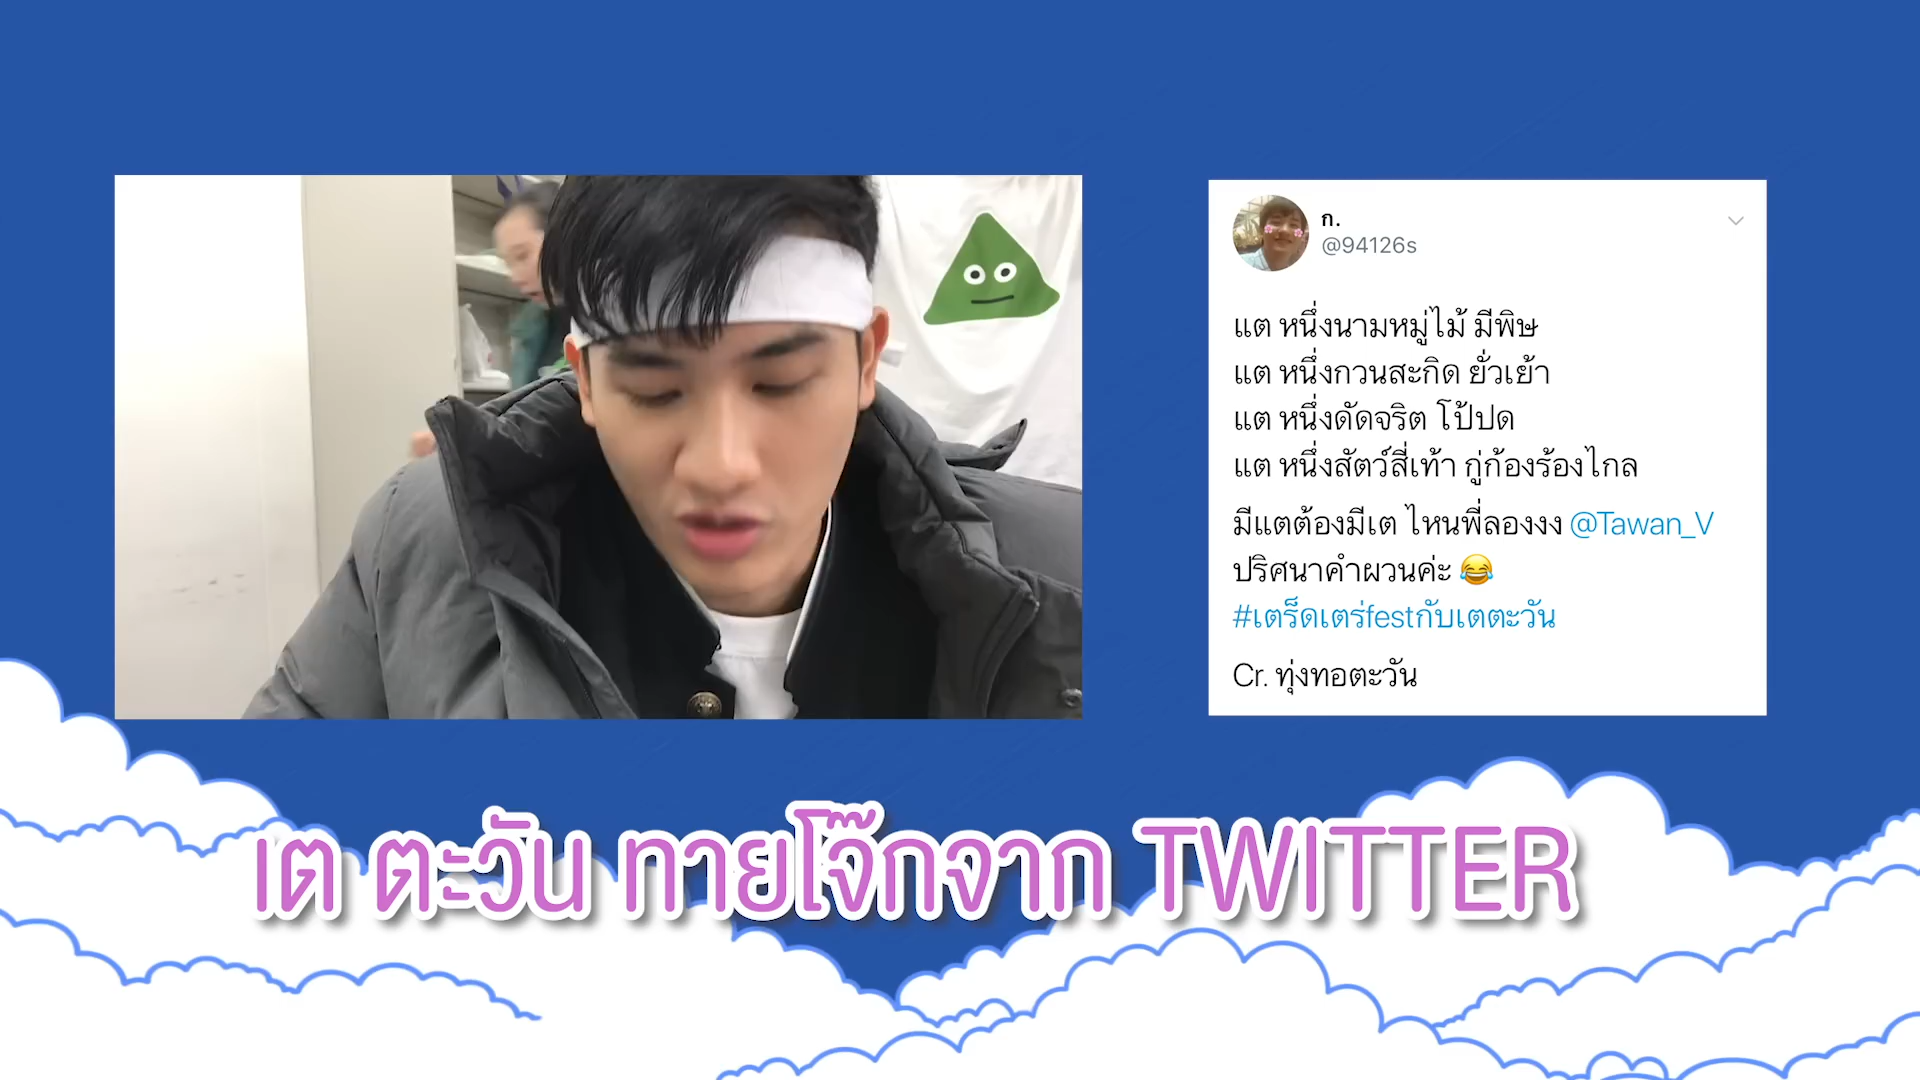 ก.
@94126s
แต หนึ่งนามหมู่ไม้ มีพิษ
แต หนึ่งกวนสะกิด ยั่วเย้า
แต หนึ่งดัดจริต โป้ปด
แต หนึ่งสัตว์สี่เท้า กู่ก้องร้องไกล
มีแตต้องมีเต ไหนพี่ลองงง @Tawan_V
ปริศนาคำผวนค่ะ 😂
#เตร็ดเตร่festกับเตตะวัน
Cr. ทุ่งทอตะวัน
เต ตะวัน ทายโจ๊กจาก TWITTER